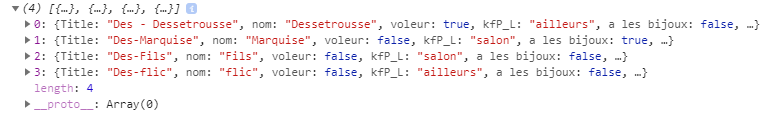 ▼(4) [{…}, {…}, {…}, {…}] i
▶0: {Title: "Des - Dessetrousse", nom: "Dessetrousse", voleur: true, kfP_L: "ailleurs", a les bijoux: false, …}
▶1: {Title: "Des-Marquise", nom: "Marquise", voleur: false, kfP_L: "salon", a les bijoux: true, …}
▶2: {Title: "Des-Fils", nom: "Fils", voleur: false, kfP_L: "salon", a les bijoux: false, …}
▶3: {Title: "Des-flic", nom: "flic", voleur: false, kfP_L: "ailleurs", a les bijoux: false, …}
length: 4
▶__proto__: Array(0)